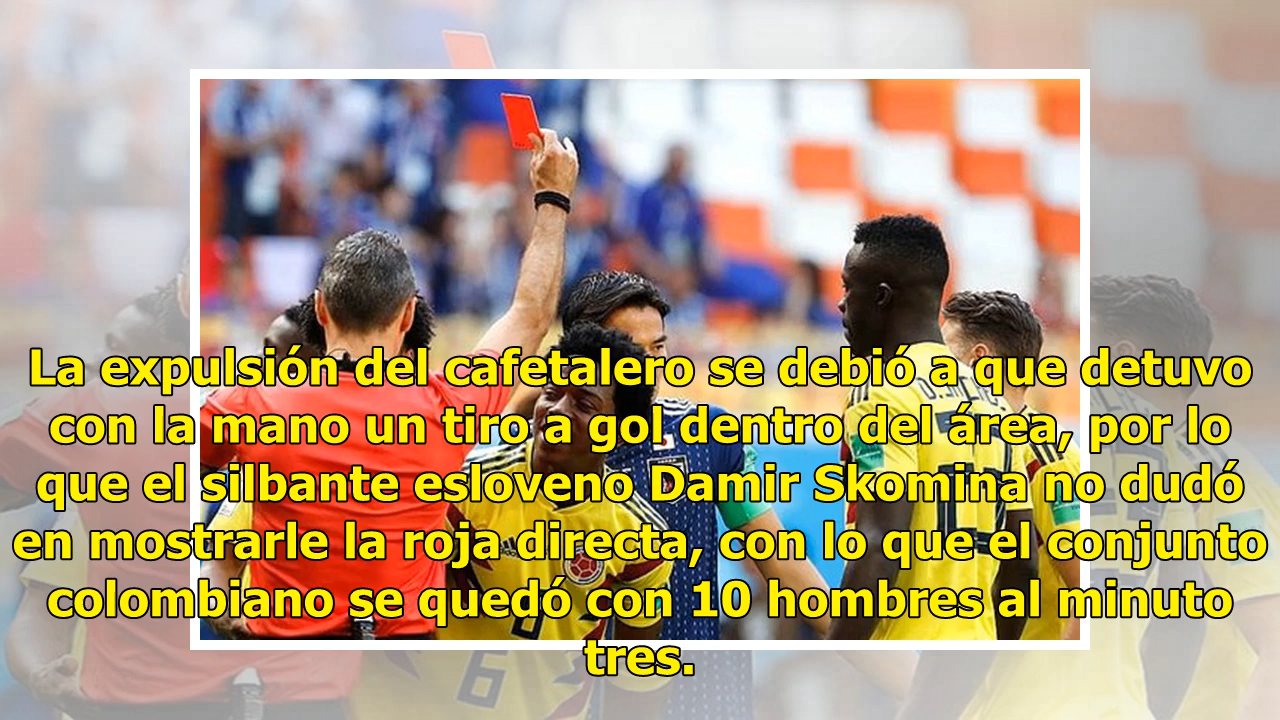 La expulsión del cafetalero se debió a que detuvo
con la mano un tiro a gol dentro del área, por lo
que el silbante esloveno Damir Skomina no dudó
en mostrarle la roja directa, con lo que el conjunto
colombiano se quedó con 10 hombres al minuto
tres.
6